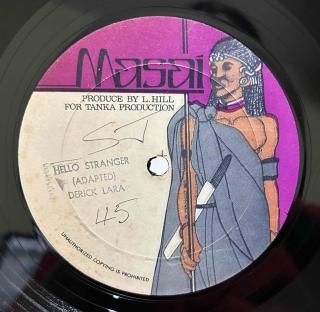 Masai
PRODUCE BY L. HILL
FOR TANKA PRODUCTION
HELLO STRANGER
(ADAPTED)
DERICK LARA
45
UNAUTHORIZED COPYING IS PROHIBITED